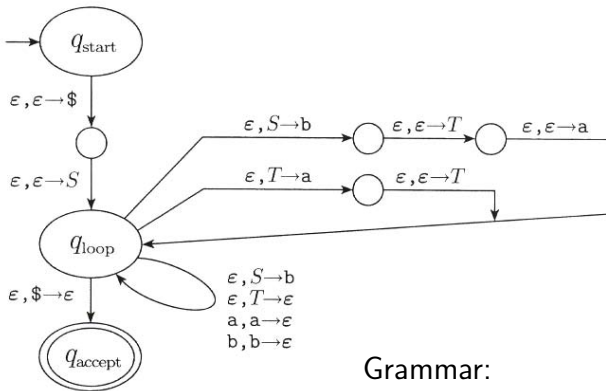 q_start
ε,ε→$
ε,S→b
ε,ε→T
ε,ε→a
ε,ε→S
ε,T→a
ε,ε→T
q_loop
ε,S→b
ε,T→ε
a,a→ε
b,b→ε
ε,$→ε
q_accept
Grammar: